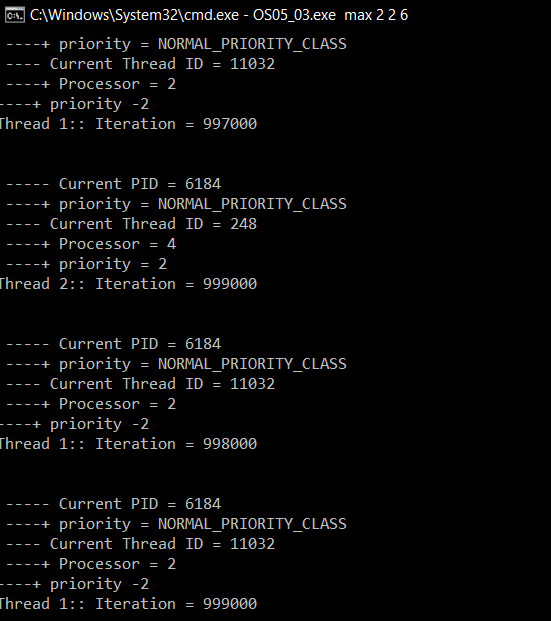 C:\Windows\System32\cmd.exe - OS05_03.exe max 2 2 6
----+ priority = NORMAL_PRIORITY_CLASS
---- Current Thread ID = 11032
----+ Processor = 2
----+ priority -2
Thread 1:: Iteration = 997000
----- Current PID = 6184
----+ priority = NORMAL_PRIORITY_CLASS
---- Current Thread ID = 248
----+ Processor = 4
----+ priority = 2
Thread 2:: Iteration = 999000
----- Current PID = 6184
----+ priority = NORMAL_PRIORITY_CLASS
---- Current Thread ID = 11032
----+ Processor = 2
----+ priority -2
Thread 1:: Iteration = 998000
----- Current PID = 6184
----+ priority = NORMAL_PRIORITY_CLASS
---- Current Thread ID = 11032
----+ Processor = 2
----+ priority -2
Thread 1:: Iteration = 999000